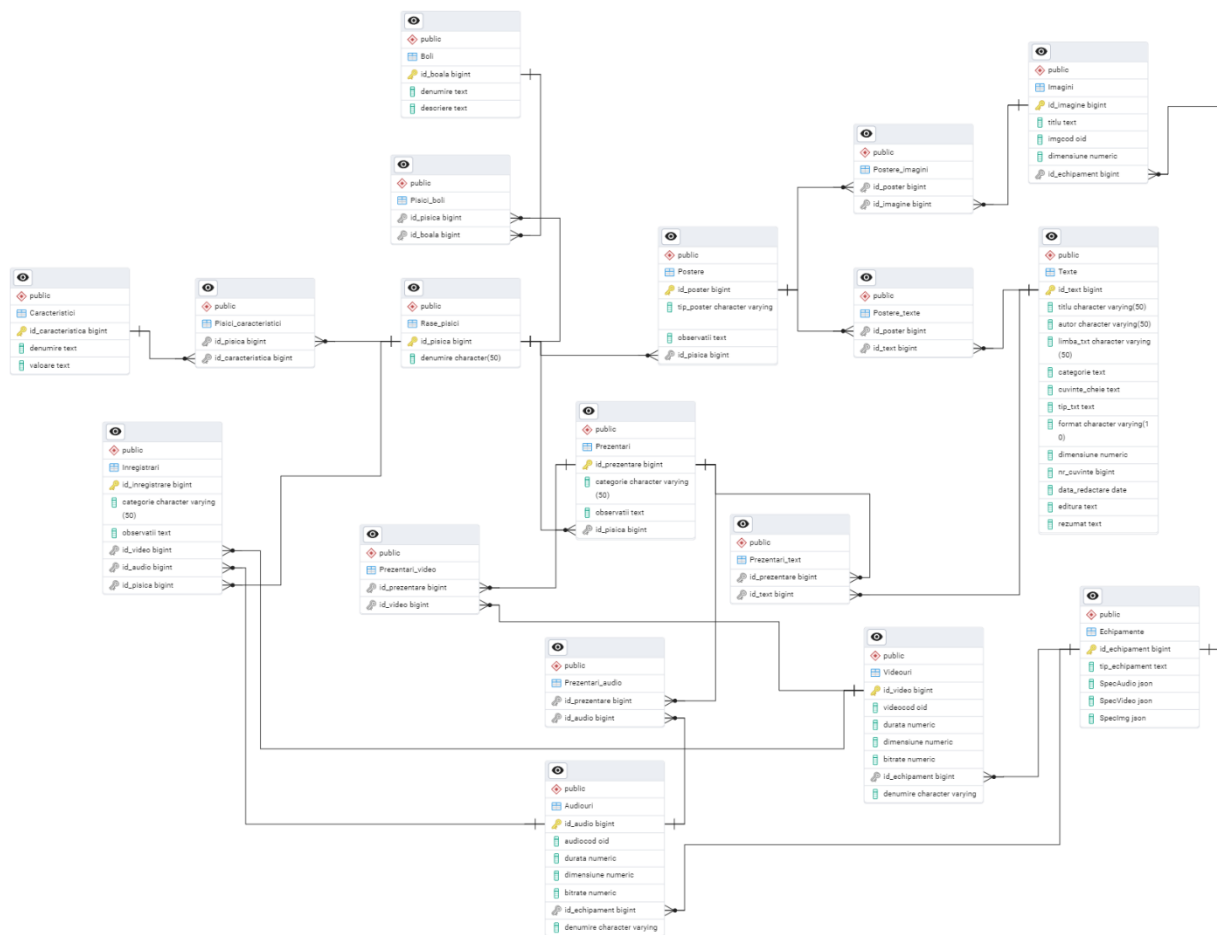 public
Boli
id_boala bigint
denumire text
descriere text
public
Imagini
id_imagine bigint
titlu text
imgcod oid
dimensiune numeric
id_echipament bigint
public
Postere_imagini
id_poster bigint
id_imagine bigint
public
Pisici_boli
id_pisica bigint
id_boala bigint
public
Postere
id_poster bigint
tip_poster character varying
observatii text
id_pisica bigint
public
Texte
id_text bigint
titlu character varying(50)
autor character varying(50)
limba_txt character varying
(50)
categorie text
cuvinte_cheie text
tip_txt text
format character varying(1
0)
dimensiune numeric
nr_cuvinte bigint
data_redactare date
editura text
rezumat text
public
Postere_texte
id_poster bigint
id_text bigint
public
Caracteristici
id_caracteristica bigint
denumire text
valoare text
public
Pisici_caracteristici
id_pisica bigint
id_caracteristica bigint
public
Rase_pisici
id_pisica bigint
denumire character(50)
public
Prezentari
id_prezentare bigint
categorie character varying
(50)
observatii text
id_pisica bigint
public
Inregistrari
id_inregistrare bigint
categorie character varying
(50)
observatii text
id_video bigint
id_audio bigint
id_pisica bigint
public
Prezentari_video
id_prezentare bigint
id_video bigint
public
Prezentari_text
id_prezentare bigint
id_text bigint
public
Echipamente
id_echipament bigint
tip_echipament text
SpecAudio json
SpecVideo json
SpecImg json
public
Prezentari_audio
id_prezentare bigint
id_audio bigint
public
Videouri
id_video bigint
videocod oid
durata numeric
dimensiune numeric
bitrate numeric
id_echipament bigint
denumire character varying
public
Audiouri
id_audio bigint
audiocod oid
durata numeric
dimensiune numeric
bitrate numeric
id_echipament bigint
denumire character varying